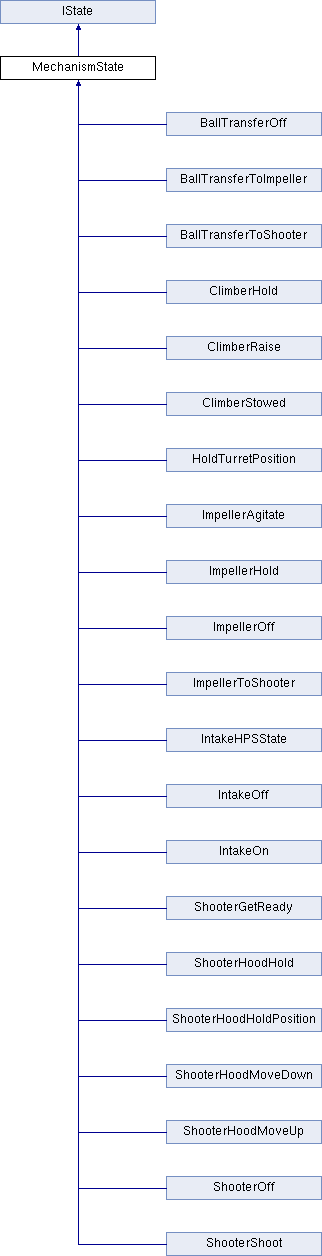 IState
MechanismState
BallTransferOff
BallTransferToImpeller
BallTransferToShooter
ClimberHold
ClimberRaise
ClimberStowed
HoldTurretPosition
ImpellerAgitate
ImpellerHold
ImpellerOff
ImpellerToShooter
IntakeHPSState
IntakeOff
IntakeOn
ShooterGetReady
ShooterHoodHold
ShooterHoodHoldPosition
ShooterHoodMoveDown
ShooterHoodMoveUp
ShooterOff
ShooterShoot